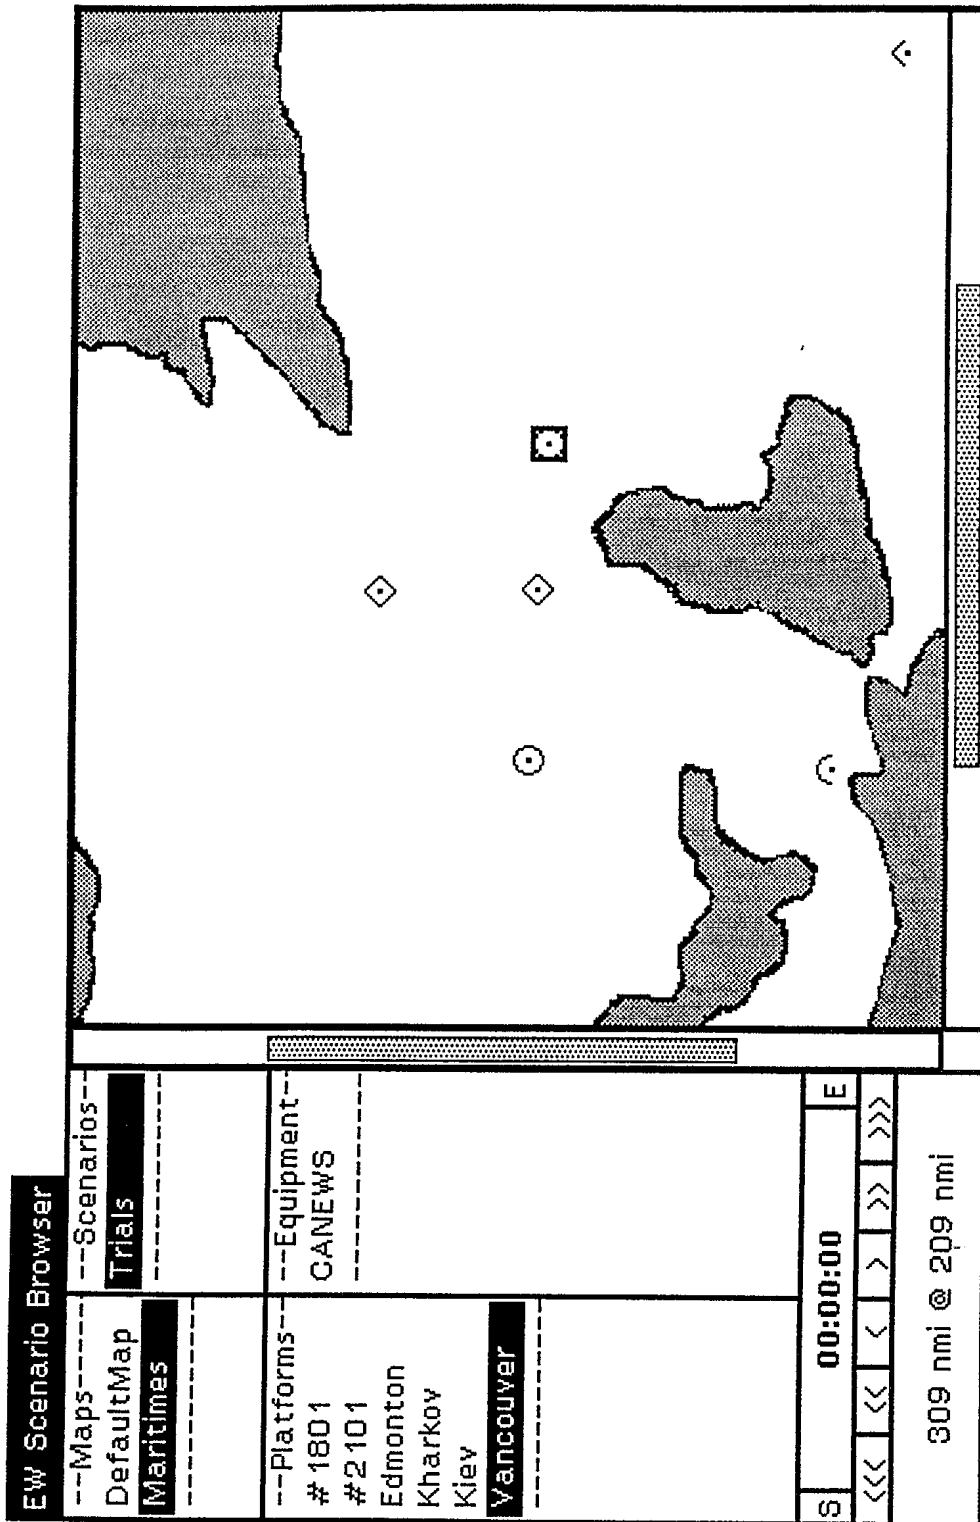 EW Scenario Browser
--Maps------
DefaultMap
Maritimes
------------
--Scenarios--
Trials
------------
--Platforms--
#1801
#2101
Edmonton
Kharkov
Kiev
Vancouver
------------
--Equipment--
CANEWS
------------
S 00:00:00 E
<<< << < > >> >>>
309 nmi @ 209 nmi